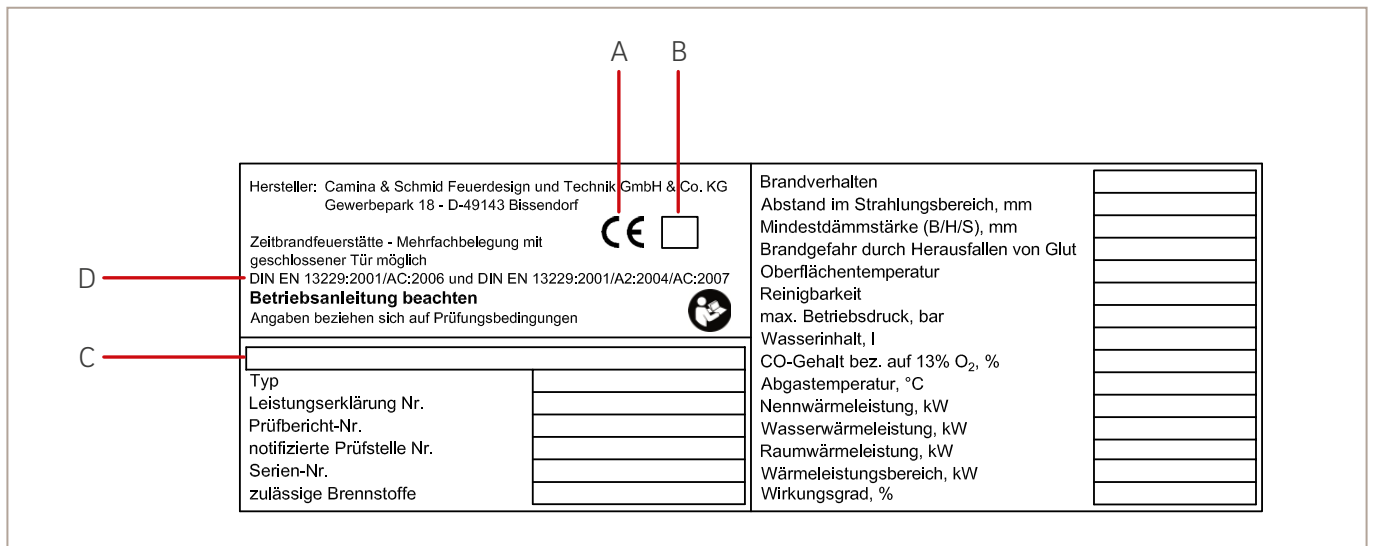 A B
Hersteller: Camina & Schmid Feuerdesign und Technik GmbH & Co. KG
Gewerbepark 18 - D-49143 Bissendorf
CE
Zeitbrandfeuerstätte - Mehrfachbelegung mit
geschlossener Tür möglich
D
DIN EN 13229:2001/AC:2006 und DIN EN 13229:2001/A2:2004/AC:2007
Betriebsanleitung beachten
Angaben beziehen sich auf Prüfungsbedingungen
C
Typ
Leistungserklärung Nr.
Prüfbericht-Nr.
notifizierte Prüfstelle Nr.
Serien-Nr.
zulässige Brennstoffe
Brandverhalten
Abstand im Strahlungsbereich, mm
Mindestdämmstärke (B/H/S), mm
Brandgefahr durch Herausfallen von Glut
Oberflächentemperatur
Reinigbarkeit
max. Betriebsdruck, bar
Wasserinhalt, l
CO-Gehalt bez. auf 13% O₂, %
Abgastemperatur, °C
Nennwärmeleistung, kW
Wasserwärmeleistung, kW
Raumwärmeleistung, kW
Wärmeleistungsbereich, kW
Wirkungsgrad, %